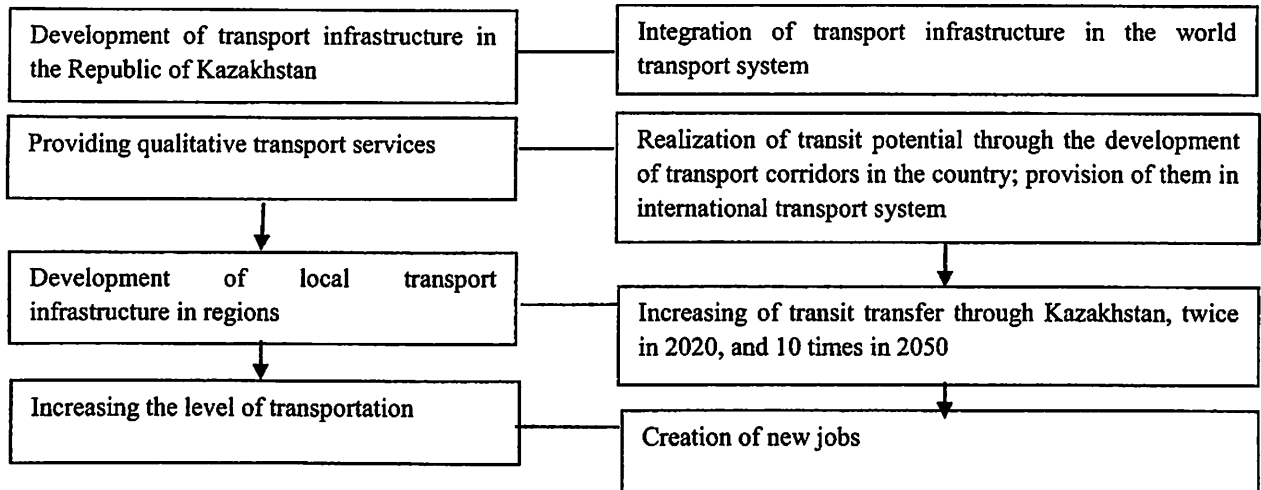 Development of transport infrastructure in
the Republic of Kazakhstan
Integration of transport infrastructure in the world
transport system
Providing qualitative transport services
Realization of transit potential through the development
of transport corridors in the country; provision of them in
international transport system
Development of local transport
infrastructure in regions
Increasing of transit transfer through Kazakhstan, twice
in 2020, and 10 times in 2050
Increasing the level of transportation
Creation of new jobs